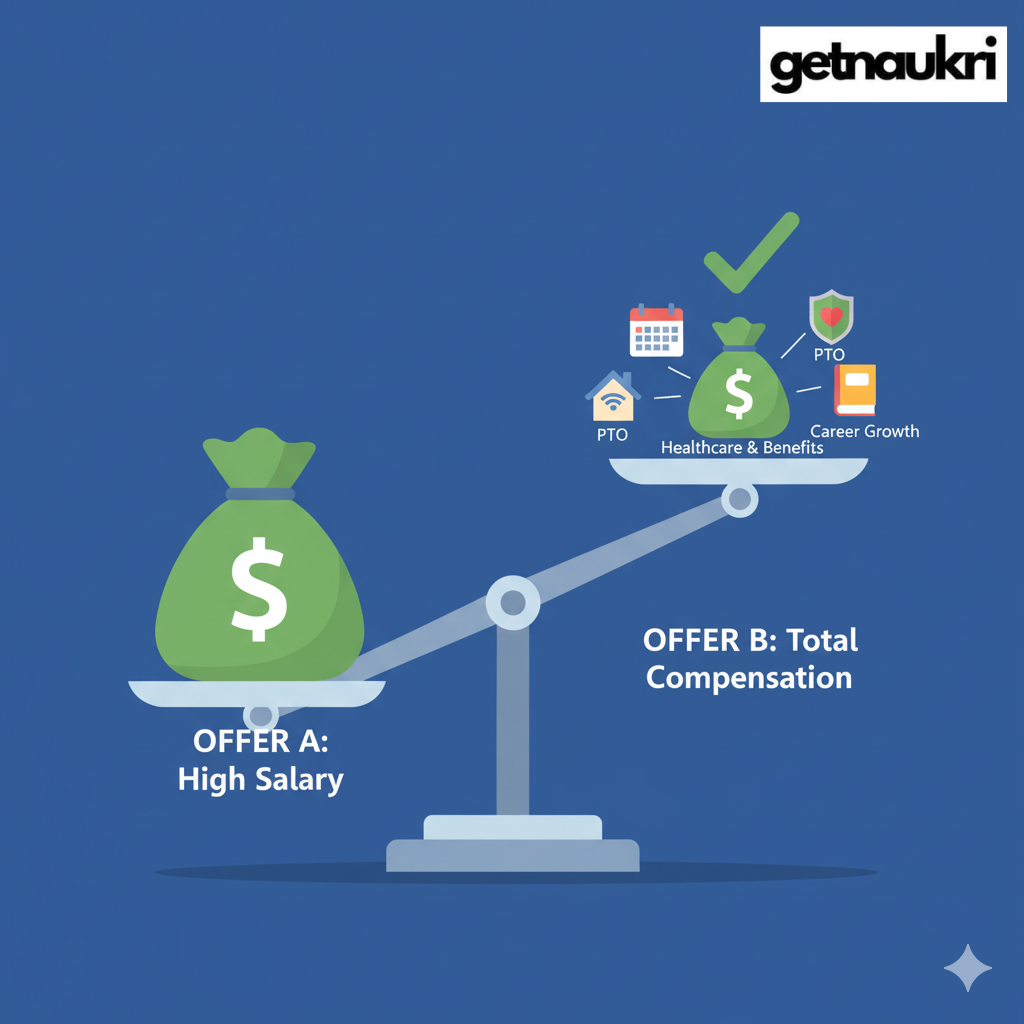 getnaukri
$
PTO
PTO
Career Growth
Healthcare & Benefits
$
OFFER A:
High Salary
OFFER B: Total
Compensation